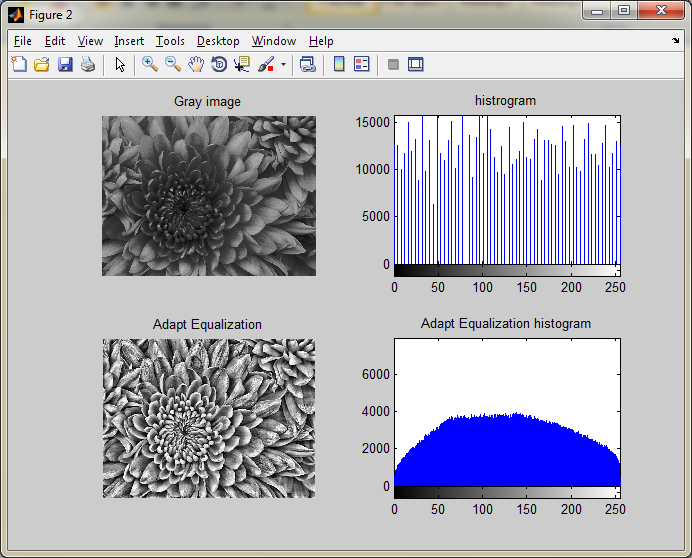 Figure 2
File Edit View Insert Tools Desktop Window Help
Gray image
histrogram
15000
10000
5000
0
0 50 100 150 200 250
Adapt Equalization
Adapt Equalization histogram
6000
4000
2000
0
0 50 100 150 200 250